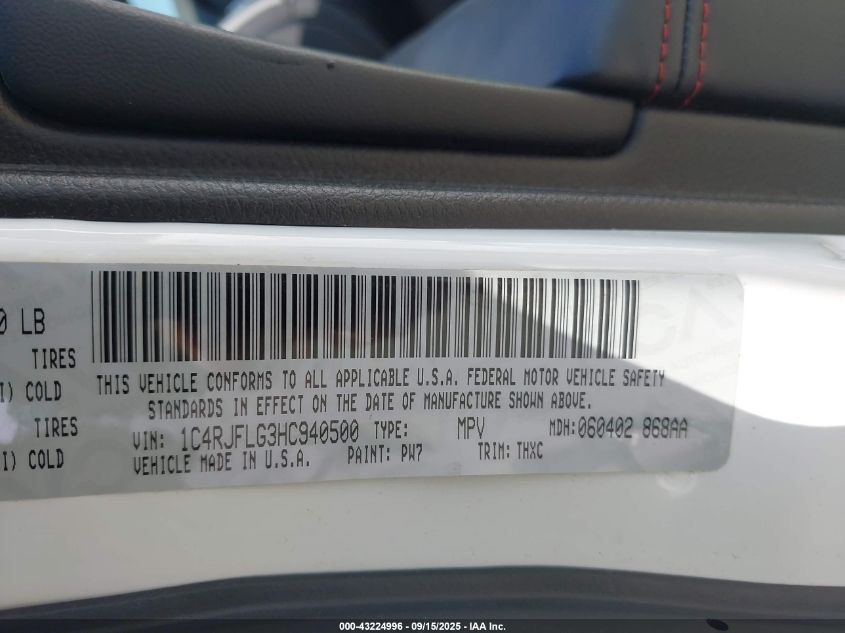 0 LB
TIRES
I) COLD
TIRES
I) COLD
THIS VEHICLE CONFORMS TO ALL APPLICABLE U.S.A. FEDERAL MOTOR VEHICLE SAFETY
STANDARDS IN EFFECT ON THE DATE OF MANUFACTURE SHOWN ABOVE.
VIN: 1C4RJFLG3HC940500 TYPE: MPV MDH:060402 868AA
VEHICLE MADE IN U.S.A. PAINT: PW7 TRIM: THXC
000-43224996 - 09/15/2025 - IAA Inc.